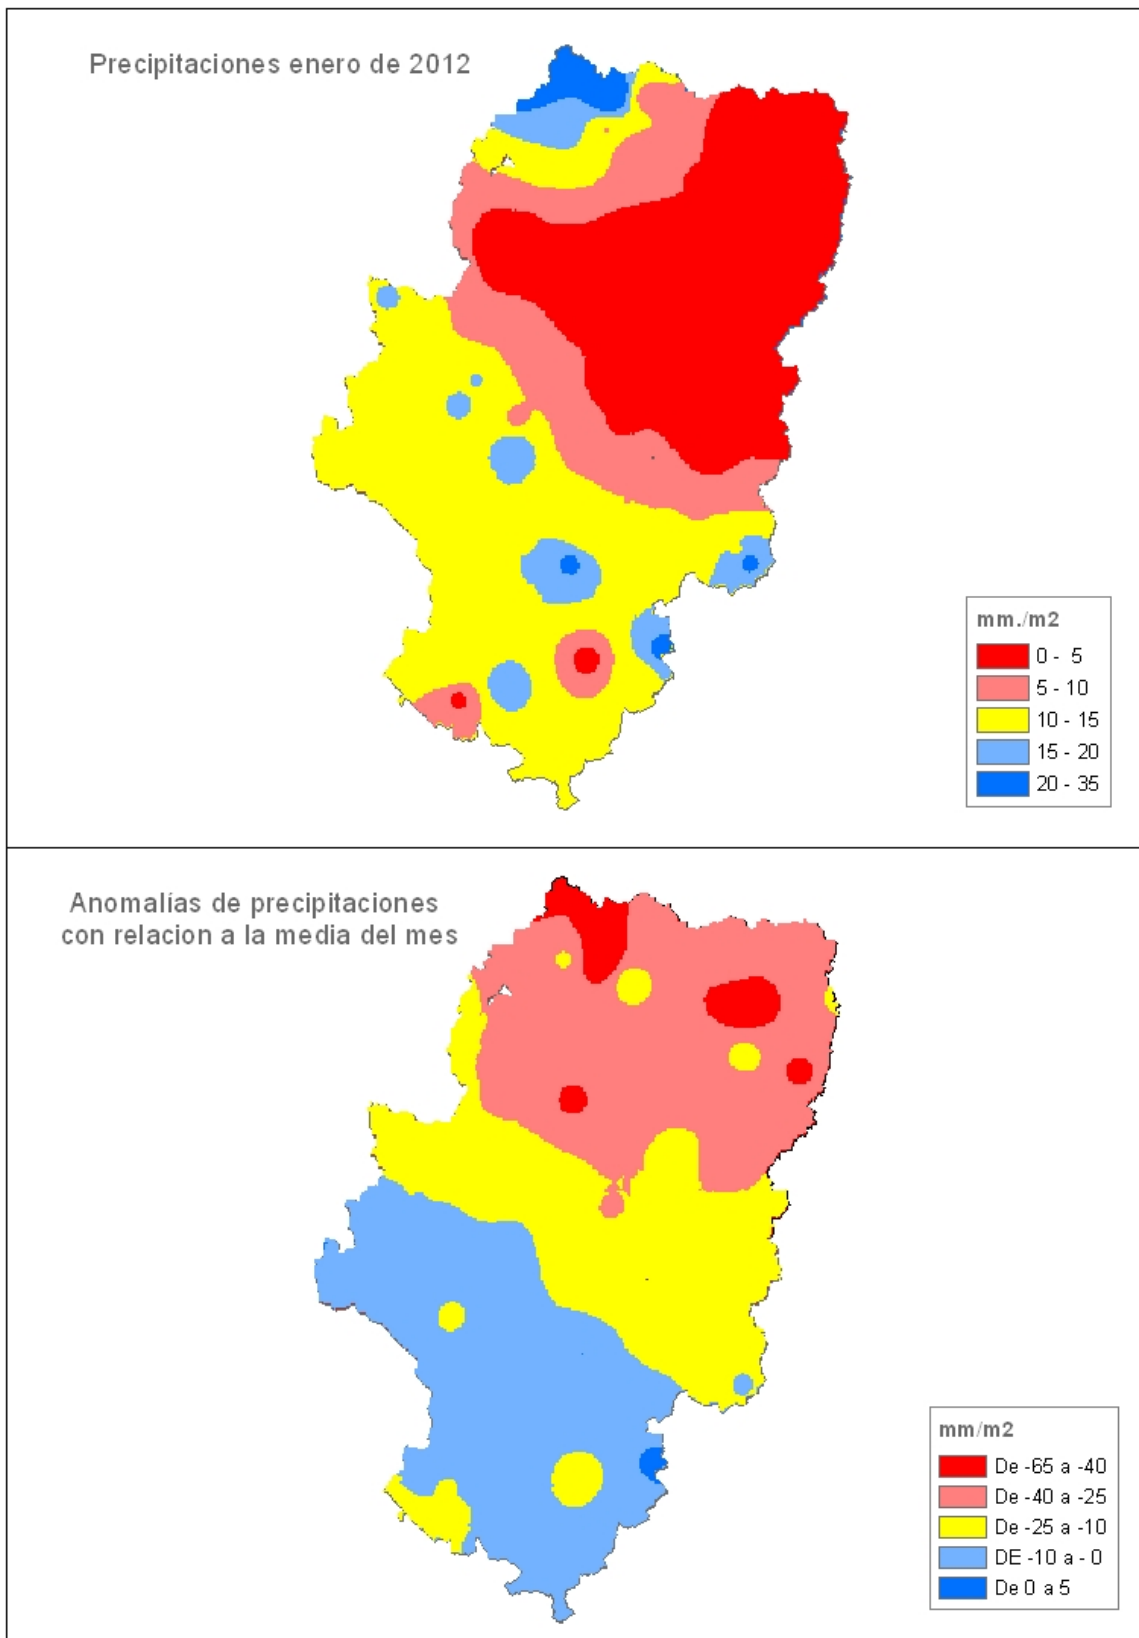 Precipitaciones enero de 2012
mm./m2
0 - 5
5 - 10
10 - 15
15 - 20
20 - 35
Anomalías de precipitaciones
con relacion a la media del mes
mm/m2
De -65 a -40
De -40 a -25
De -25 a -10
DE -10 a - 0
De 0 a 5